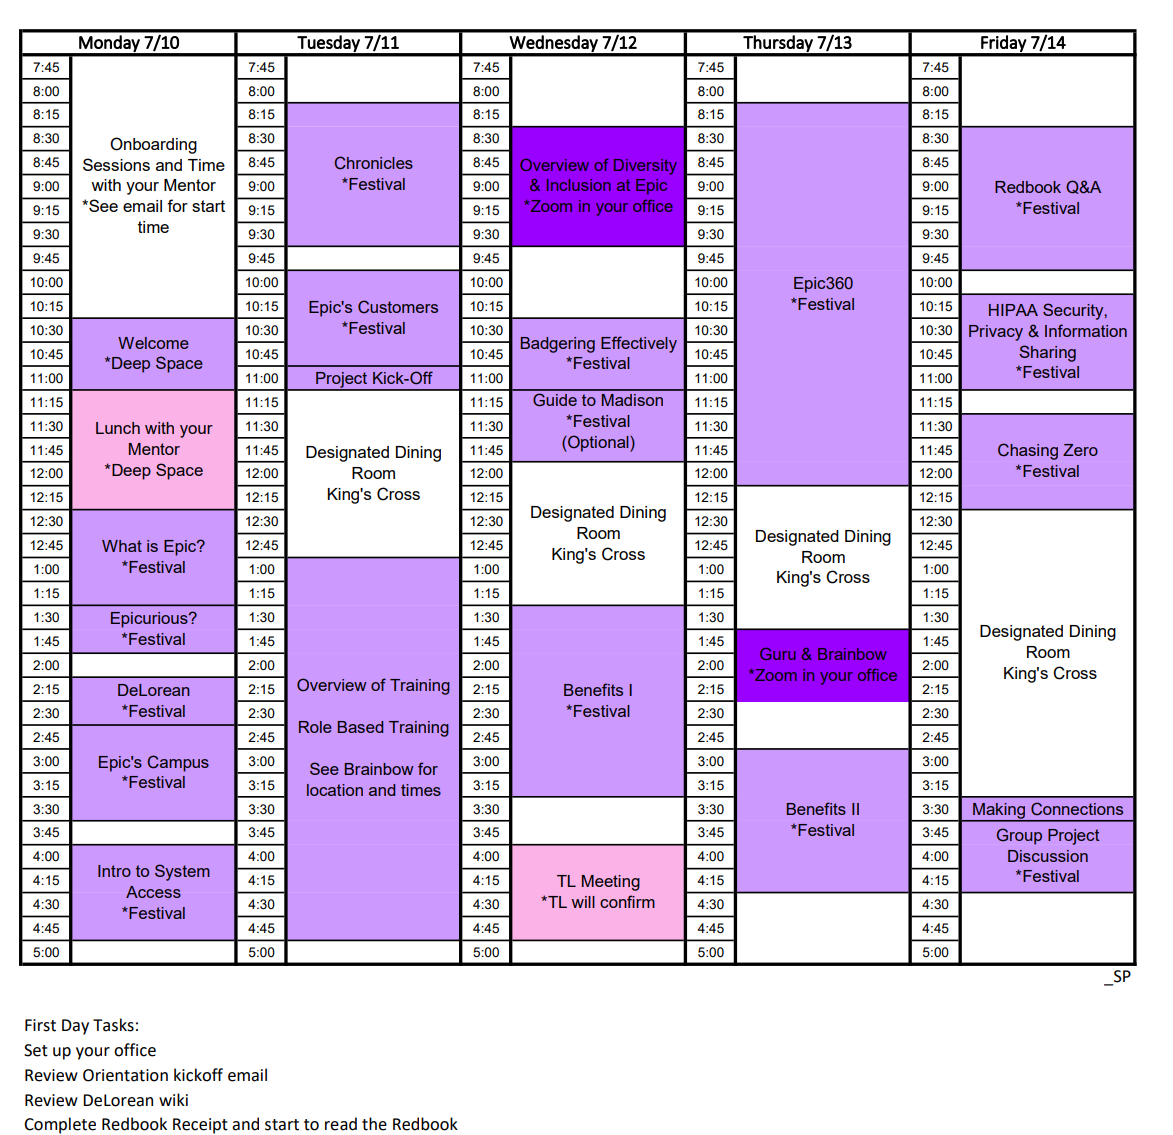 Monday 7/10
Tuesday 7/11
Wednesday 7/12
Thursday 7/13
Friday 7/14
7:45
8:00
8:15
8:30
8:45
9:00
9:15
9:30
9:45
10:00
10:15
10:30
10:45
11:00
11:15
11:30
11:45
12:00
12:15
12:30
12:45
1:00
1:15
1:30
1:45
2:00
2:15
2:30
2:45
3:00
3:15
3:30
3:45
4:00
4:15
4:30
4:45
5:00
Onboarding
Sessions and Time
with your Mentor
*See email for start
time
Welcome
*Deep Space
Lunch with your
Mentor
*Deep Space
What is Epic?
*Festival
Epicurious?
*Festival
DeLorean
*Festival
Epic's Campus
*Festival
Intro to System
Access
*Festival
7:45
8:00
8:15
8:30
8:45
9:00
9:15
9:30
9:45
10:00
10:15
10:30
10:45
11:00
11:15
11:30
11:45
12:00
12:15
12:30
12:45
1:00
1:15
1:30
1:45
2:00
2:15
2:30
2:45
3:00
3:15
3:30
3:45
4:00
4:15
4:30
4:45
5:00
Chronicles
*Festival
Epic's Customers
*Festival
Project Kick-Off
Designated Dining
Room
King's Cross
Overview of Training
Role Based Training
See Brainbow for
location and times
7:45
8:00
8:15
8:30
8:45
9:00
9:15
9:30
9:45
10:00
10:15
10:30
10:45
11:00
11:15
11:30
11:45
12:00
12:15
12:30
12:45
1:00
1:15
1:30
1:45
2:00
2:15
2:30
2:45
3:00
3:15
3:30
3:45
4:00
4:15
4:30
4:45
5:00
Overview of Diversity
& Inclusion at Epic
*Zoom in your office
Badgering Effectively
*Festival
Guide to Madison
*Festival
(Optional)
Designated Dining
Room
King's Cross
Benefits I
*Festival
TL Meeting
*TL will confirm
7:45
8:00
8:15
8:30
8:45
9:00
9:15
9:30
9:45
10:00
10:15
10:30
10:45
11:00
11:15
11:30
11:45
12:00
12:15
12:30
12:45
1:00
1:15
1:30
1:45
2:00
2:15
2:30
2:45
3:00
3:15
3:30
3:45
4:00
4:15
4:30
4:45
5:00
Epic360
*Festival
Designated Dining
Room
King's Cross
Guru & Brainbow
*Zoom in your office
Benefits II
*Festival
7:45
8:00
8:15
8:30
8:45
9:00
9:15
9:30
9:45
10:00
10:15
10:30
10:45
11:00
11:15
11:30
11:45
12:00
12:15
12:30
12:45
1:00
1:15
1:30
1:45
2:00
2:15
2:30
2:45
3:00
3:15
3:30
3:45
4:00
4:15
4:30
4:45
5:00
Redbook Q&A
*Festival
HIPAA Security,
Privacy & Information
Sharing
*Festival
Chasing Zero
*Festival
Designated Dining
Room
King's Cross
Making Connections
Group Project
Discussion
*Festival
_SP
First Day Tasks:
Set up your office
Review Orientation kickoff email
Review DeLorean wiki
Complete Redbook Receipt and start to read the Redbook